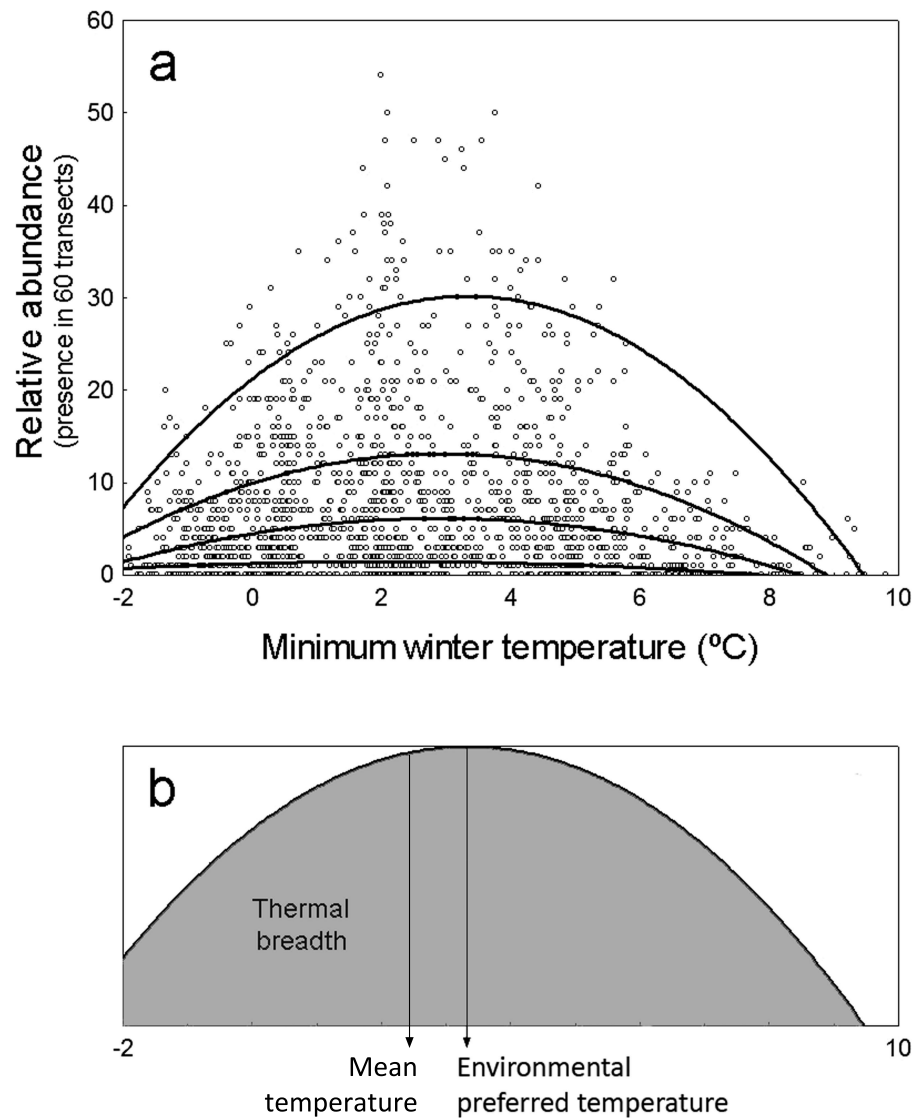 a
Relative abundance
(presence in 60 transects)
60
50
40
30
20
10
0
-2
0
2
4
6
8
10
Minimum winter temperature (ºC)
b
Thermal
breadth
-2
10
Mean
temperature
Environmental
preferred temperature